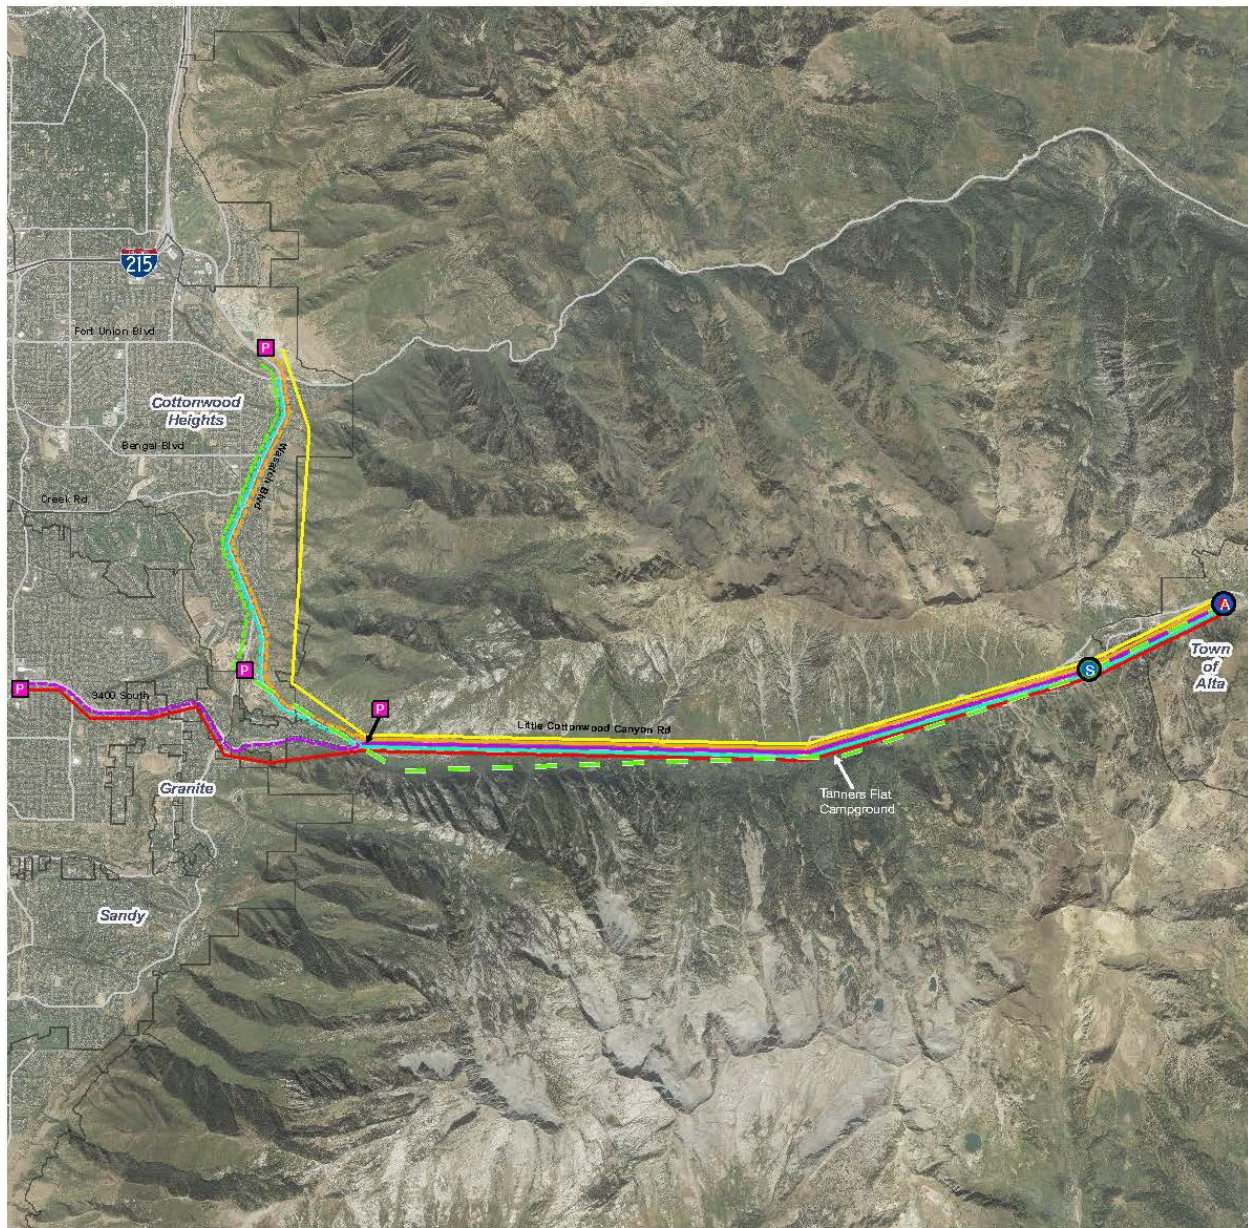 215
Fort Union Blvd
P
Cottonwood
Heights
Bengal Blvd
Wasatch Blvd
Creek Rd
A
Town
of
Alta
S
P
P
9400 South
P
Little Cottonwood Canyon Rd
Granite
Tanners Flat
Campground
Sandy